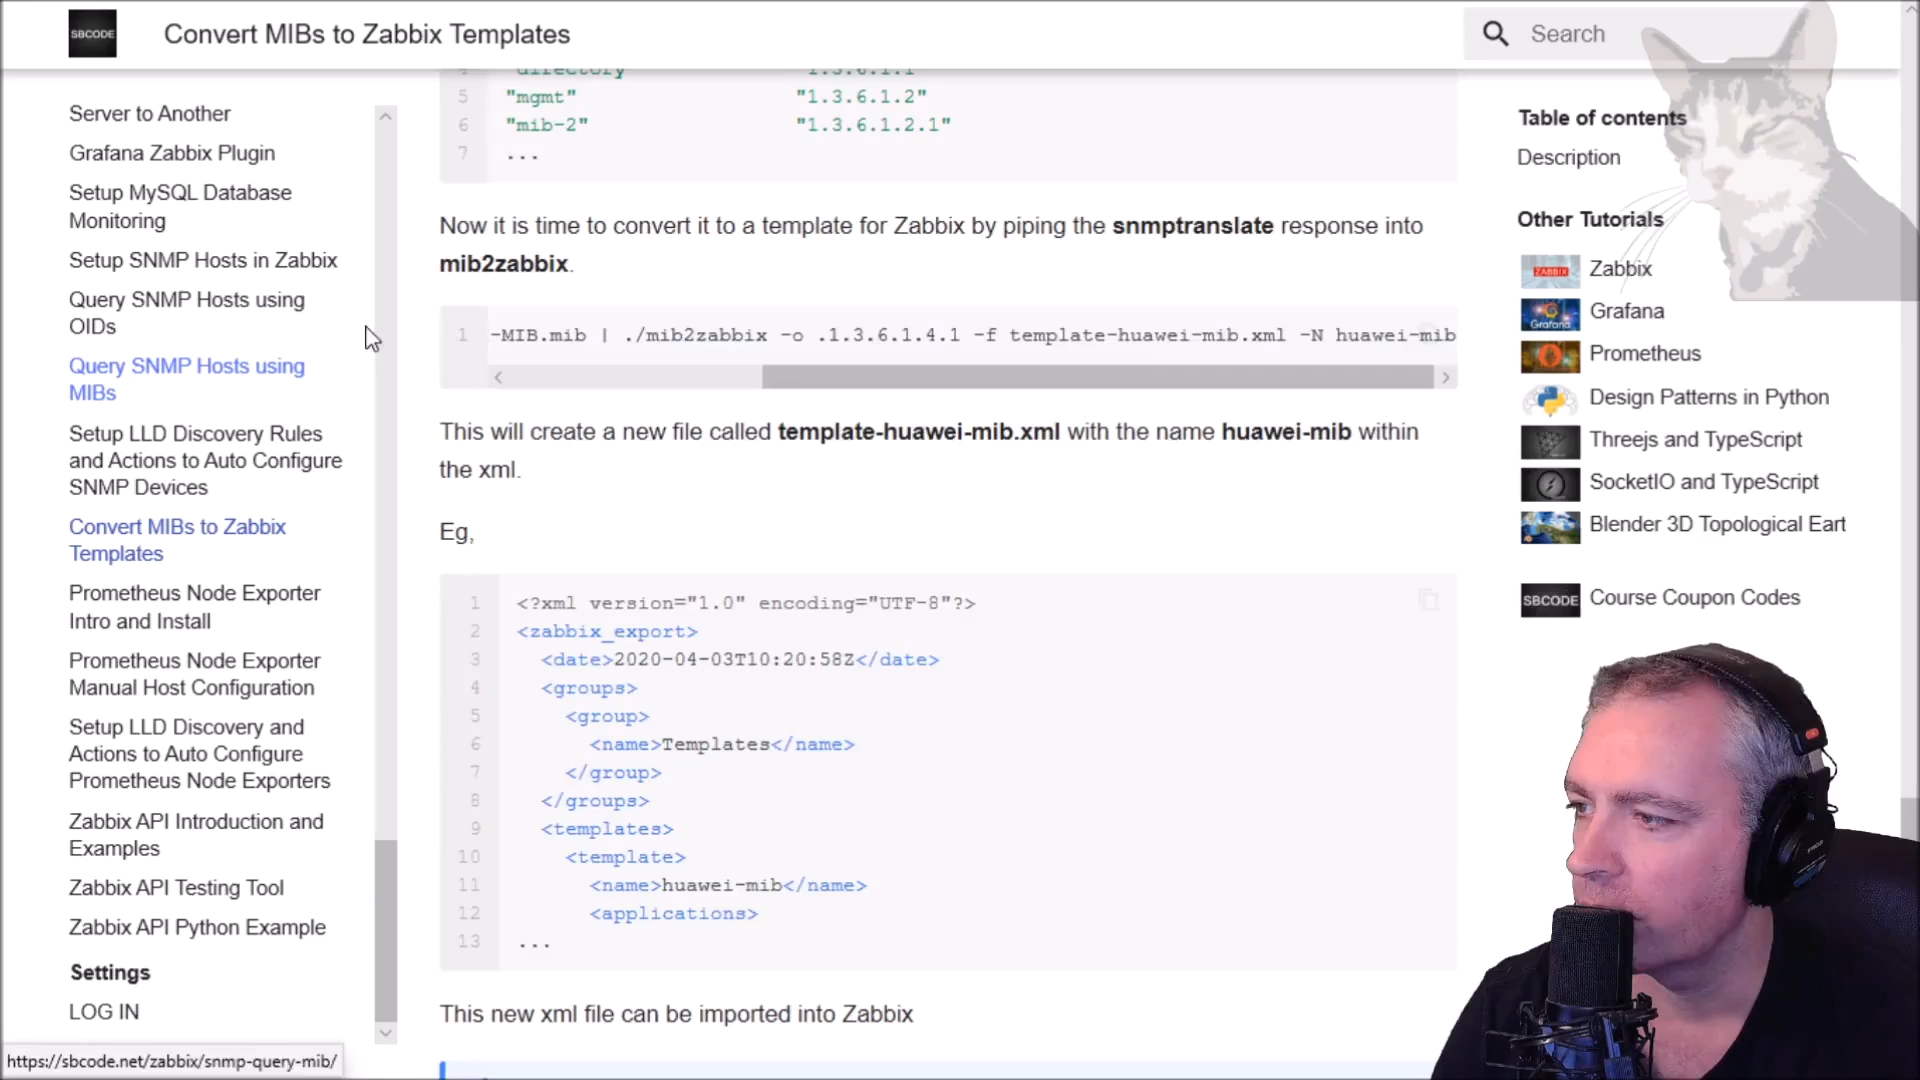 SBCODE
Convert MIBs to Zabbix Templates
Search
Server to Another
Grafana Zabbix Plugin
Setup MySQL Database
Monitoring
Setup SNMP Hosts in Zabbix
Query SNMP Hosts using
OIDs
Query SNMP Hosts using
MIBs
Setup LLD Discovery Rules
and Actions to Auto Configure
SNMP Devices
Convert MIBs to Zabbix
Templates
Prometheus Node Exporter
Intro and Install
Prometheus Node Exporter
Manual Host Configuration
Setup LLD Discovery and
Actions to Auto Configure
Prometheus Node Exporters
Zabbix API Introduction and
Examples
Zabbix API Testing Tool
Zabbix API Python Example
Settings
LOG IN
https://sbcode.net/zabbix/snmp-query-mib/
4 "directory" "1.3.6.1.1"
5 "mgmt" "1.3.6.1.2"
6 "mib-2" "1.3.6.1.2.1"
7 ...
Now it is time to convert it to a template for Zabbix by piping the snmptranslate response into
mib2zabbix.
1 -MIB.mib | ./mib2zabbix -o .1.3.6.1.4.1 -f template-huawei-mib.xml -N huawei-mib
This will create a new file called template-huawei-mib.xml with the name huawei-mib within
the xml.
Eg,
1 <?xml version="1.0" encoding="UTF-8"?>
2 <zabbix_export>
3 <date>2020-04-03T10:20:58Z</date>
4 <groups>
5 <group>
6 <name>Templates</name>
7 </group>
8 </groups>
9 <templates>
10 <template>
11 <name>huawei-mib</name>
12 <applications>
13 ...
This new xml file can be imported into Zabbix
Table of contents
Description
Other Tutorials
ZABBIX Zabbix
Grafana Grafana
Prometheus
Design Patterns in Python
Threejs and TypeScript
SocketIO and TypeScript
Blender 3D Topological Eart
SBCODE Course Coupon Codes